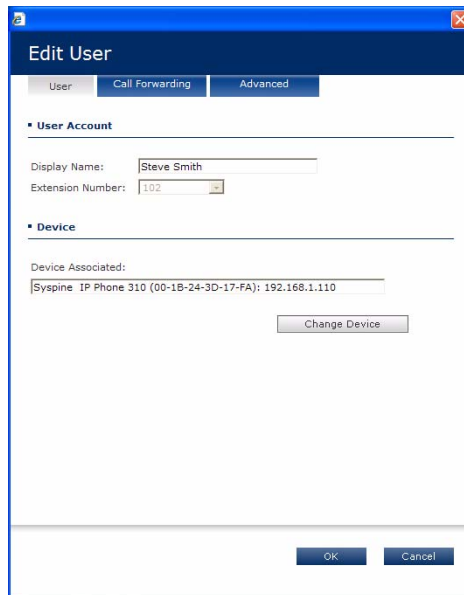 Edit User
User Call Forwarding Advanced
User Account
Display Name: Steve Smith
Extension Number: 102
Device
Device Associated:
Syspine IP Phone 310 (00-1B-24-3D-17-FA): 192.168.1.110
Change Device
OK Cancel